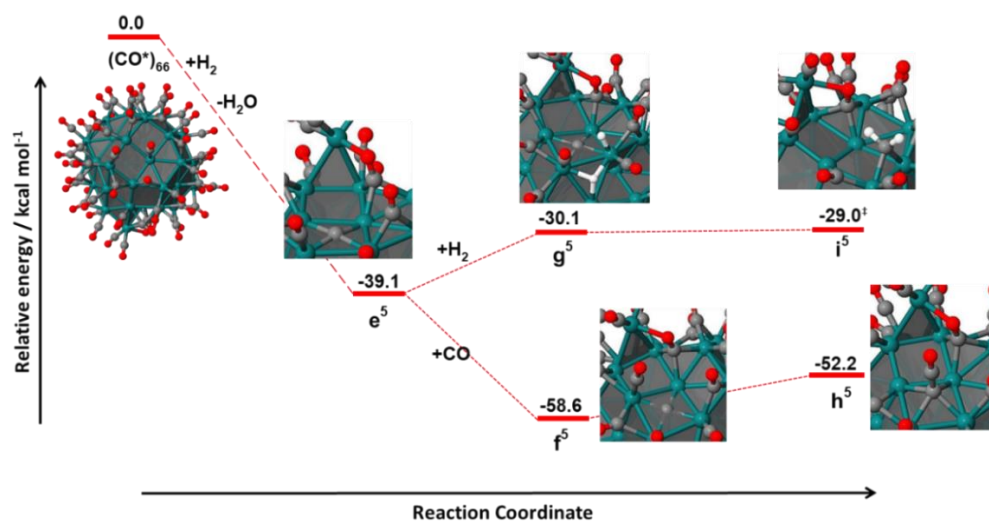 0.0
(CO*)₆₆
+H₂
-H₂O
-39.1
e⁵
+H₂
-30.1
g⁵
-29.0‡
i⁵
+CO
-58.6
f⁵
-52.2
h⁵
Relative energy / kcal mol⁻¹
Reaction Coordinate